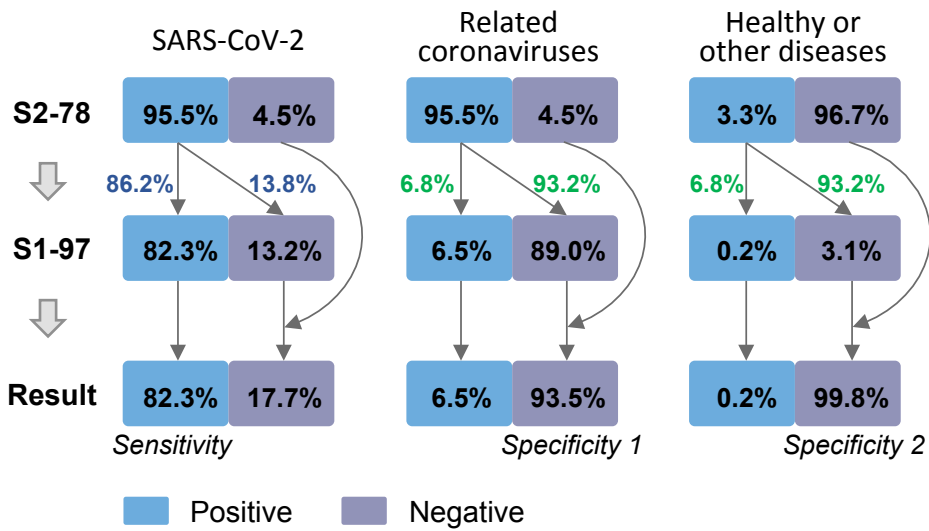 SARS-CoV-2
Related
coronaviruses
Healthy or
other diseases
S2-78 95.5% 4.5% 95.5% 4.5% 3.3% 96.7%
86.2% 13.8% 6.8% 93.2% 6.8% 93.2%
S1-97 82.3% 13.2% 6.5% 89.0% 0.2% 3.1%
Result 82.3% 17.7% 6.5% 93.5% 0.2% 99.8%
Sensitivity Specificity 1 Specificity 2
Positive Negative